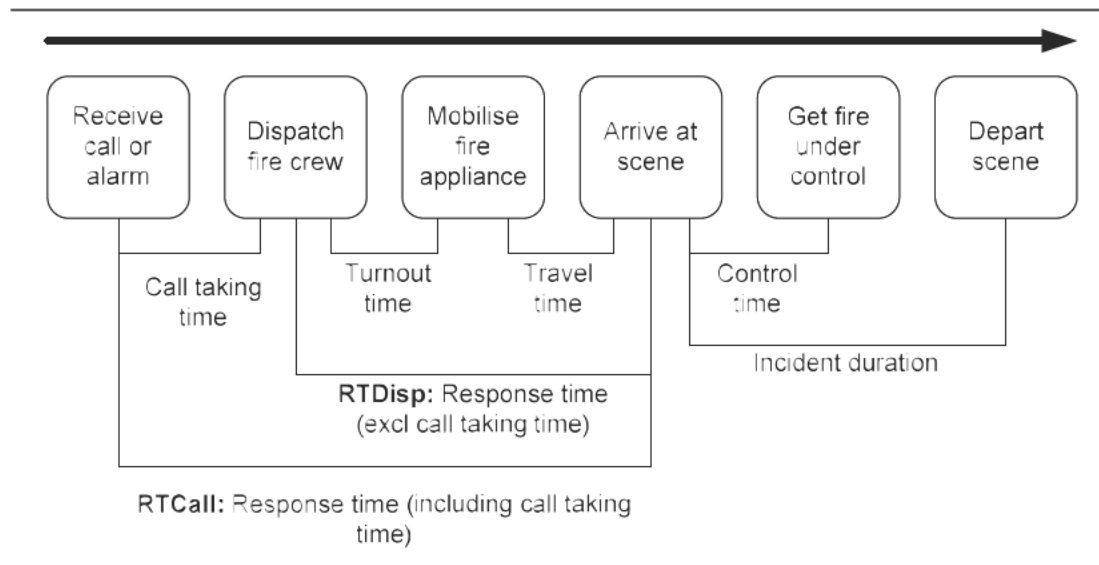 Receive
call or
alarm
Dispatch
fire crew
Mobilise
fire
appliance
Arrive at
scene
Get fire
under
control
Depart
scene
Call taking
time
Turnout
time
Travel
time
Control
time
Incident duration
RTDisp: Response time
(excl call taking time)
RTCall: Response time (including call taking
time)